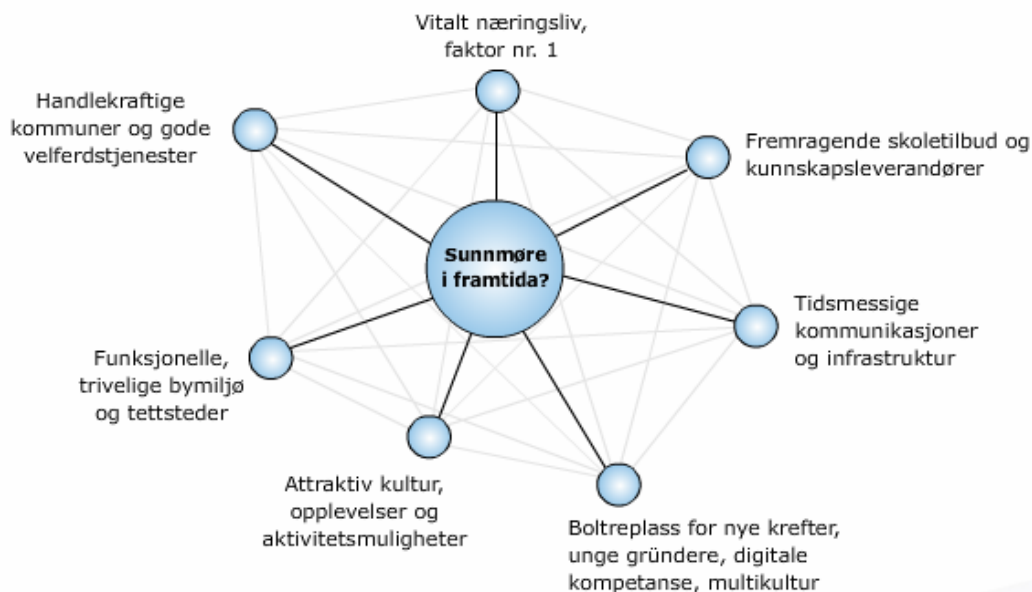 Vitalt næringsliv,
faktor nr. 1
Handlekraftige
kommuner og gode
velferdstjenester
Fremragende skoletilbud og
kunnskapsleverandører
Sunnmøre
i framtida?
Tidsmessige
kommunikasjoner
og infrastruktur
Funksjonelle,
trivelige bymiljø
og tettsteder
Attraktiv kultur,
opplevelser og
aktivitetsmuligheter
Boltreplass for nye krefter,
unge gründere, digitale
kompetanse, multikultur